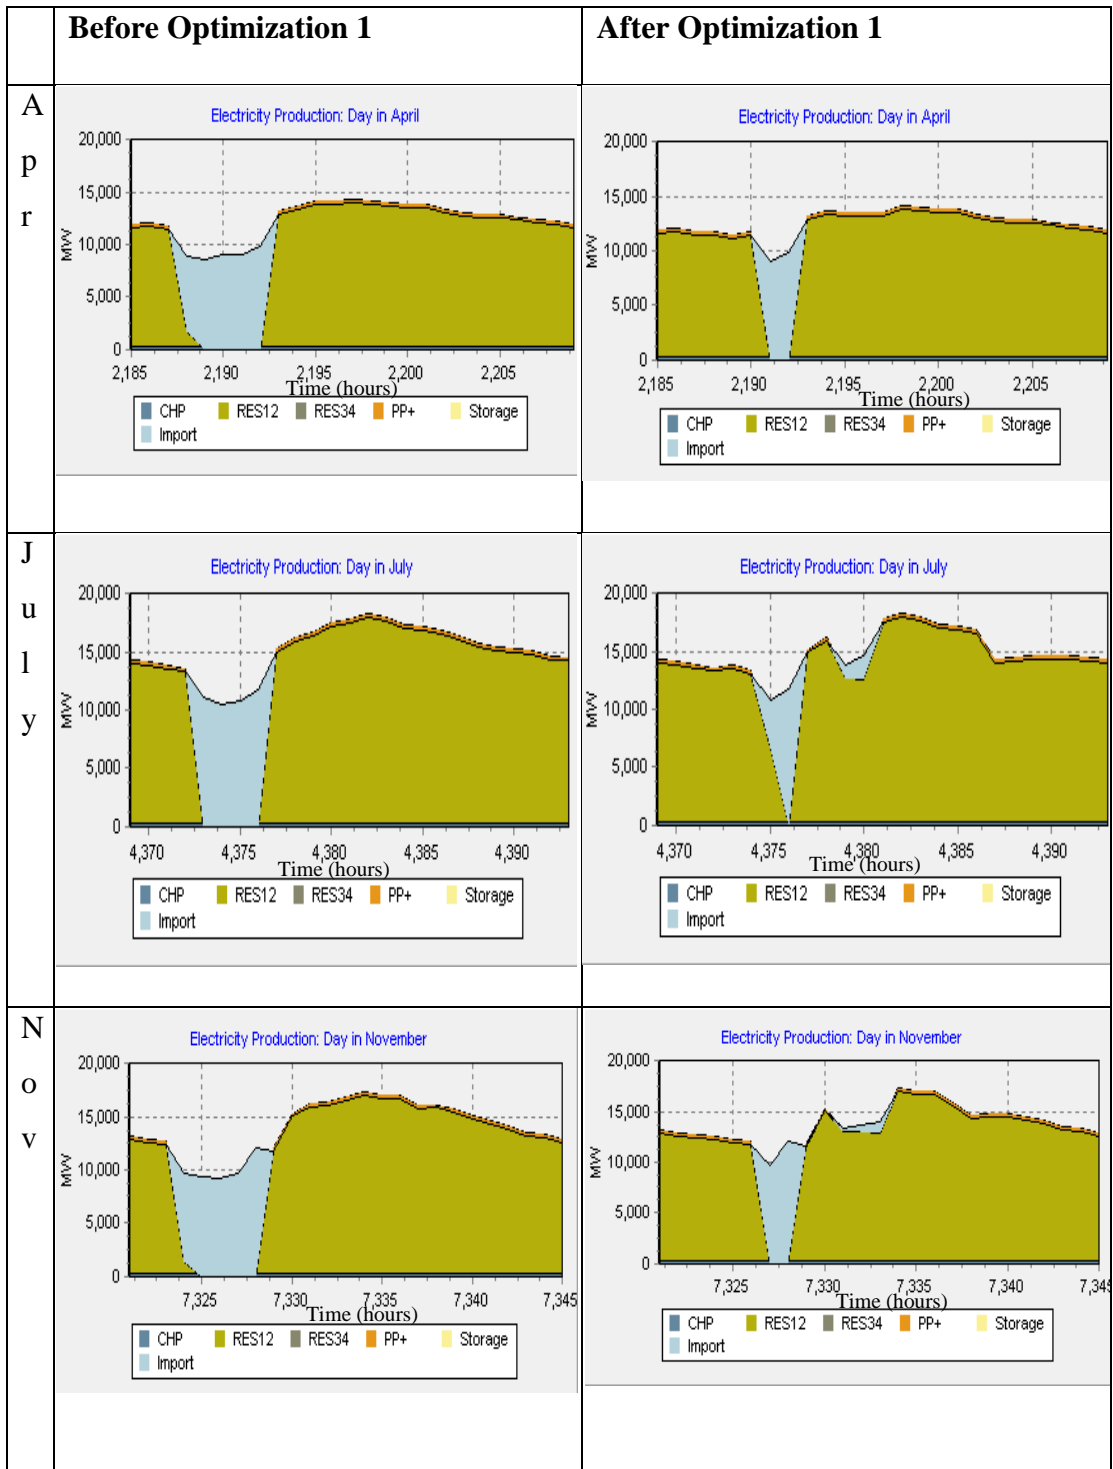 Before Optimization 1
After Optimization 1
A
p
r
Electricity Production: Day in April
20,000
15,000
10,000
5,000
0
MW
2,185 2,190 2,195 2,200 2,205
Time (hours)
CHP RES12 RES34 PP+ Storage
Import
Electricity Production: Day in April
20,000
15,000
10,000
5,000
0
MW
2,185 2,190 2,195 2,200 2,205
Time (hours)
CHP RES12 RES34 PP+ Storage
Import
J
u
l
y
Electricity Production: Day in July
20,000
15,000
10,000
5,000
0
MW
4,370 4,375 4,380 4,385 4,390
Time (hours)
CHP RES12 RES34 PP+ Storage
Import
Electricity Production: Day in July
20,000
15,000
10,000
5,000
0
MW
4,370 4,375 4,380 4,385 4,390
Time (hours)
CHP RES12 RES34 PP+ Storage
Import
N
o
v
Electricity Production: Day in November
20,000
15,000
10,000
5,000
0
MW
7,325 7,330 7,335 7,340 7,345
Time (hours)
CHP RES12 RES34 PP+ Storage
Import
Electricity Production: Day in November
20,000
15,000
10,000
5,000
0
MW
7,325 7,330 7,335 7,340 7,345
Time (hours)
CHP RES12 RES34 PP+ Storage
Import